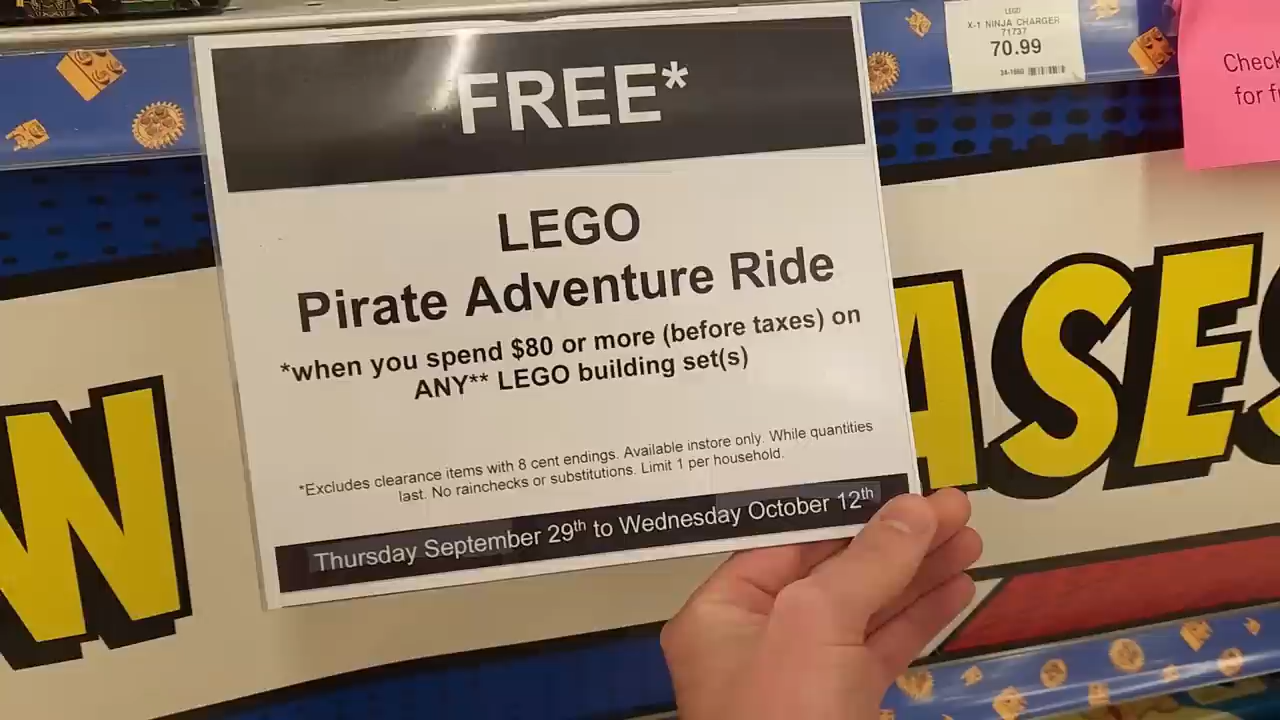 FREE*
LEGO
Pirate Adventure Ride
*when you spend $80 or more (before taxes) on
ANY** LEGO building set(s)
*Excludes clearance items with 8 cent endings. Available instore only. While quantities
last. No rainchecks or substitutions. Limit 1 per household.
Thursday September 29th to Wednesday October 12th
LEGO
X-1 NINJA CHARGER
71737
70.99
Check
for
N
ASES